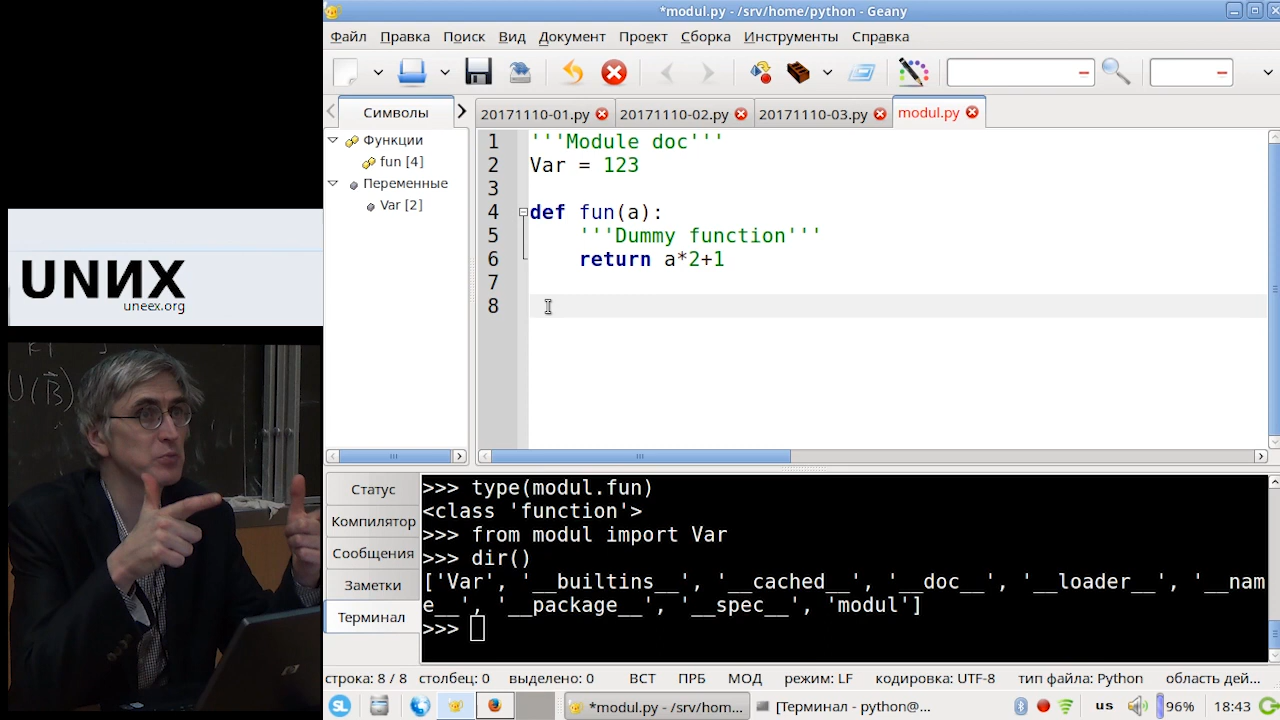 *modul.py - /srv/home/python - Geany
Файл Правка Поиск Вид Документ Проект Сборка Инструменты Справка
Символы
20171110-01.py 20171110-02.py 20171110-03.py modul.py
Функции
fun [4]
Переменные
Var [2]
1 '''Module doc'''
2 Var = 123
3
4 def fun(a):
5 '''Dummy function'''
6 return a*2+1
7
8
UNИX
uneex.org
U(B)
Статус
Компилятор
Сообщения
Заметки
Терминал
>>> type(modul.fun)
<class 'function'>
>>> from modul import Var
>>> dir()
['Var', '__builtins__', '__cached__', '__doc__', '__loader__', '__nam
e__', '__package__', '__spec__', 'modul']
>>>
строка: 8 / 8 столбец: 0 выделено: 0 ВСТ ПРБ МОД режим: LF кодировка: UTF-8 тип файла: Python область дей...
SL *modul.py - /srv/hom... [Терминал - python@... us 96% 18:43